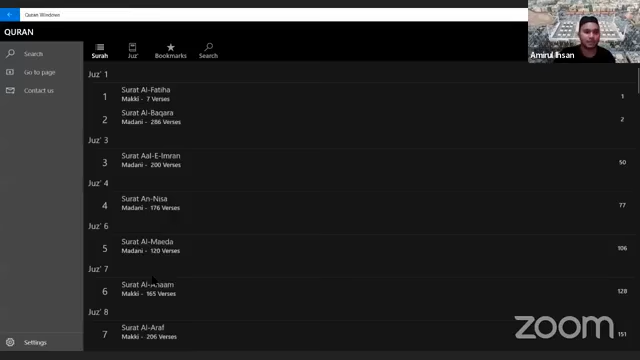 Quran Windows
QURAN
Search
Go to page
Contact us
Settings
Surah
Juz'
Bookmarks
Search
Juz' 1
1
Surat Al-Fatiha
Makki - 7 Verses
1
2
Surat Al-Baqara
Madani - 286 Verses
2
Juz' 3
3
Surat Aal-E-Imran
Madani - 200 Verses
50
Juz' 4
4
Surat An-Nisa
Madani - 176 Verses
77
Juz' 6
5
Surat Al-Maeda
Madani - 120 Verses
106
Juz' 7
6
Surat Al-Anaam
Makki - 165 Verses
128
Juz' 8
7
Surat Al-Araf
Makki - 206 Verses
151
Amirul Ihsan
zoom